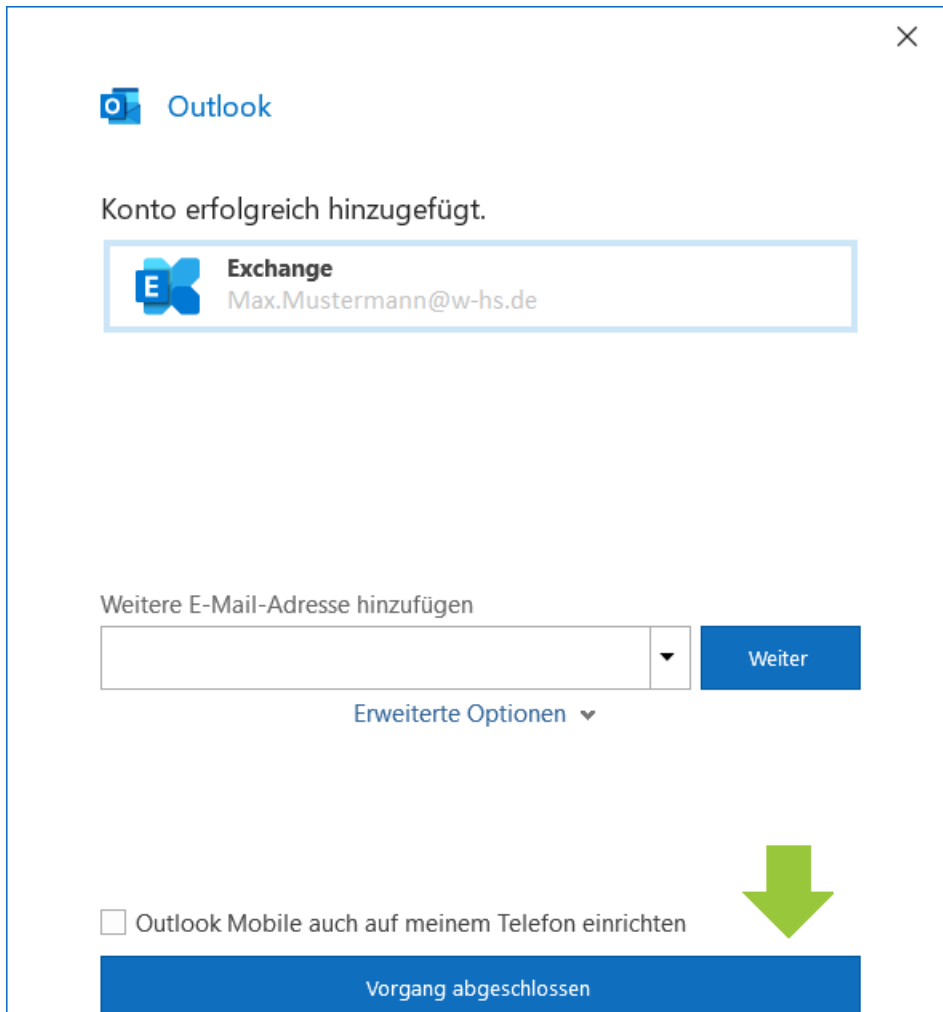 Outlook
Konto erfolgreich hinzugefügt.
Exchange
Max.Mustermann@w-hs.de
Weitere E-Mail-Adresse hinzufügen
Weiter
Erweiterte Optionen
Outlook Mobile auch auf meinem Telefon einrichten
Vorgang abgeschlossen